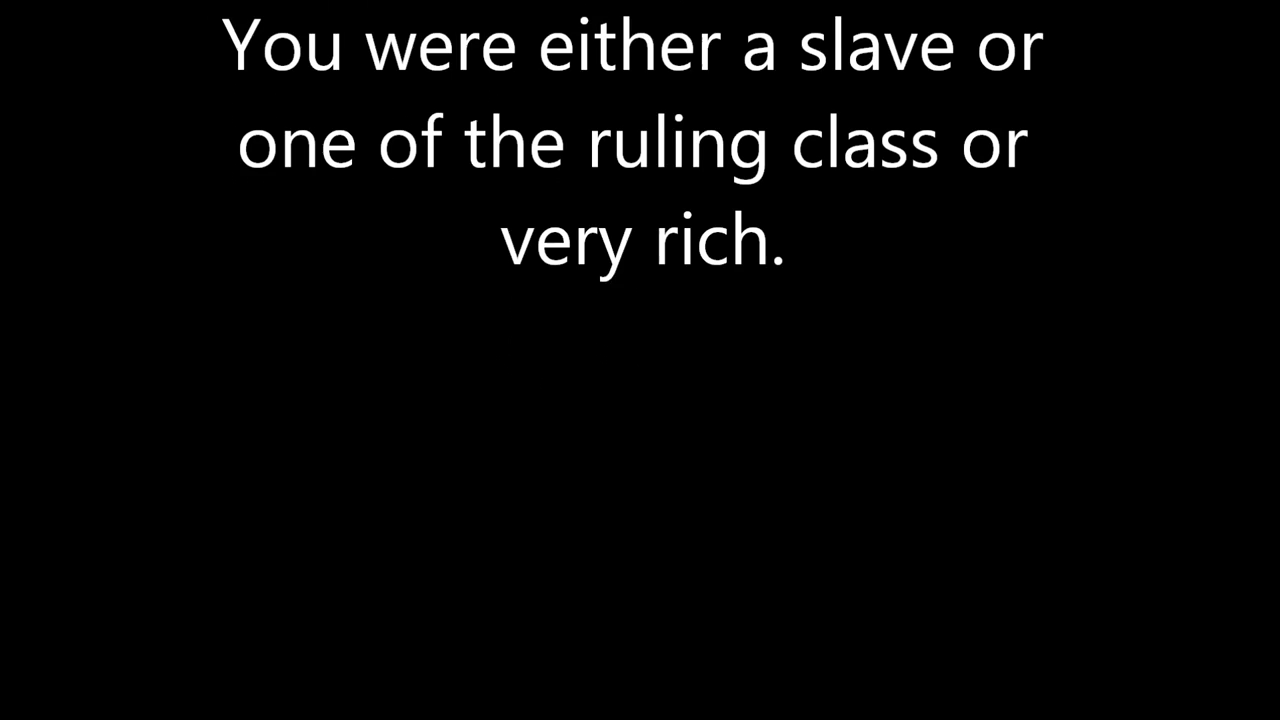 You were either a slave or
one of the ruling class or
very rich.